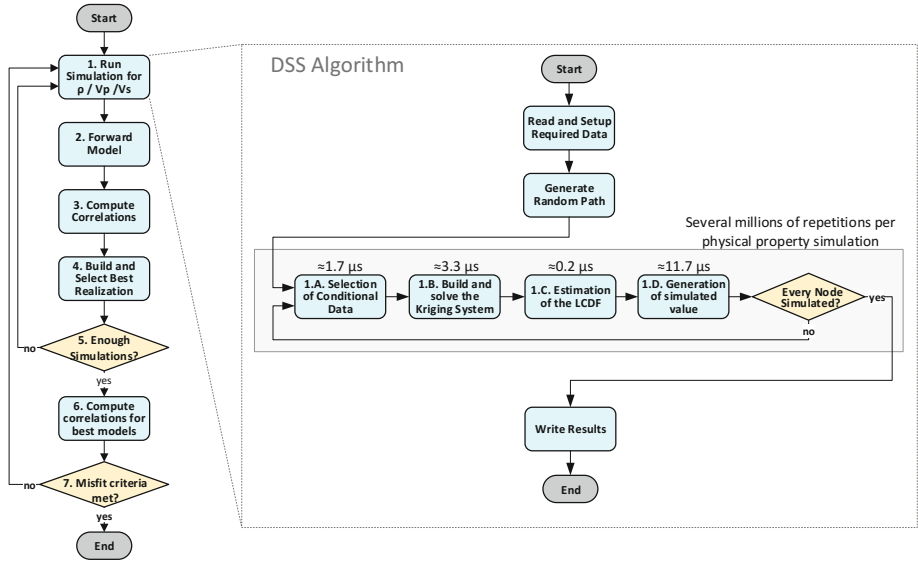 Start
1. Run
Simulation for
ρ / Vp /Vs
2. Forward
Model
3. Compute
Correlations
4. Build and
Select Best
Realization
5. Enough
Simulations?
no
yes
6. Compute
correlations for
best models
7. Misfit criteria
met?
no
yes
End
DSS Algorithm
Start
Read and Setup
Required Data
Generate
Random Path
Several millions of repetitions per
physical property simulation
≈1.7 µs
1.A. Selection
of Conditional
Data
≈3.3 µs
1.B. Build and
solve the
Kriging System
≈0.2 µs
1.C. Estimation
of the LCDF
≈11.7 µs
1.D. Generation
of simulated
value
Every Node
Simulated?
yes
no
Write Results
End